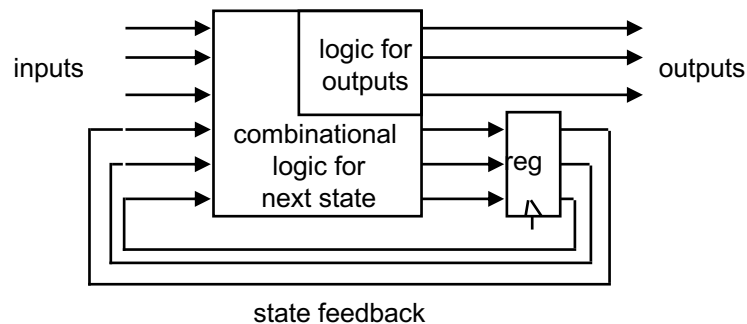 inputs
logic for
outputs
outputs
combinational
logic for
next state
reg
state feedback